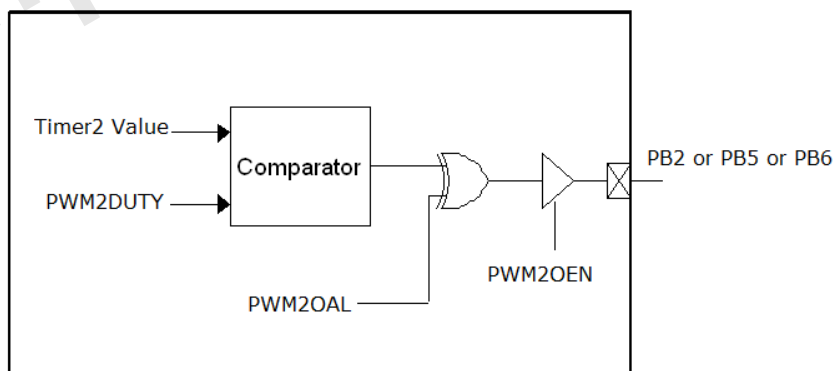 Timer2 Value
Comparator
PB2 or PB5 or PB6
PWM2DUTY
PWM2OEN
PWM2OAL